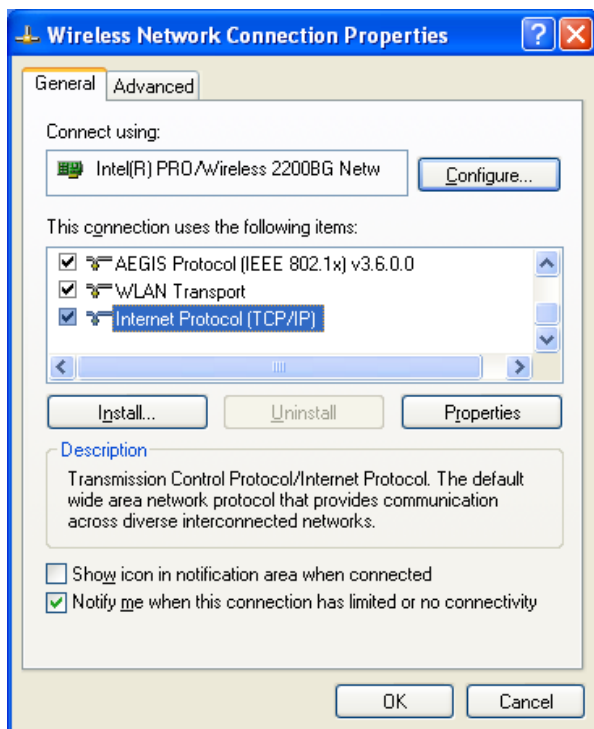 Wireless Network Connection Properties
General Advanced
Connect using:
Intel(R) PRO/Wireless 2200BG Netw
Configure...
This connection uses the following items:
AEGIS Protocol (IEEE 802.1x) v3.6.0.0
WLAN Transport
Internet Protocol (TCP/IP)
Install... Uninstall Properties
Description
Transmission Control Protocol/Internet Protocol. The default
wide area network protocol that provides communication
across diverse interconnected networks.
Show icon in notification area when connected
Notify me when this connection has limited or no connectivity
OK Cancel